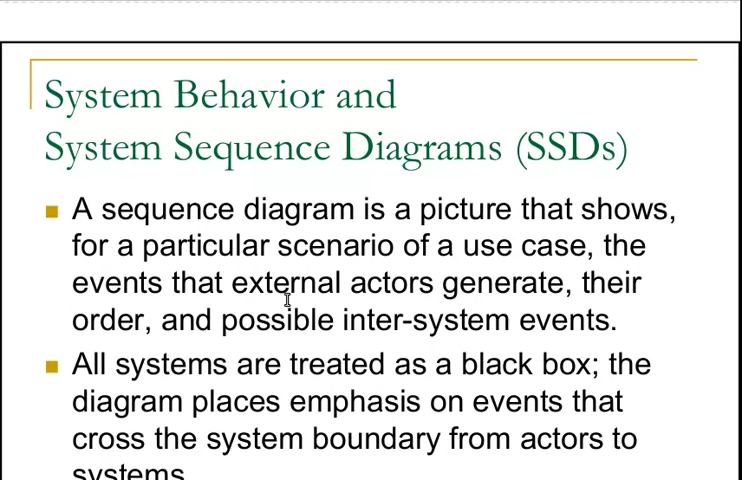 System Behavior and
System Sequence Diagrams (SSDs)
A sequence diagram is a picture that shows,
for a particular scenario of a use case, the
events that external actors generate, their
order, and possible inter-system events.
All systems are treated as a black box; the
diagram places emphasis on events that
cross the system boundary from actors to
systems.